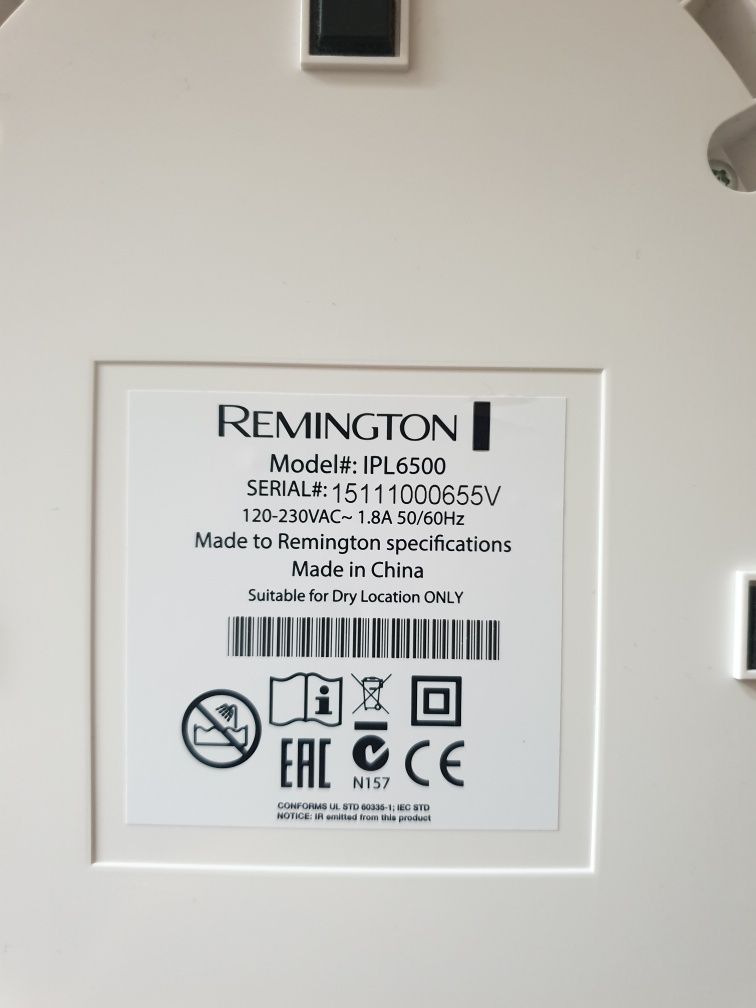 REMINGTON
Model#: IPL6500
SERIAL#: 15111000655V
120-230VAC~ 1.8A 50/60Hz
Made to Remington specifications
Made in China
Suitable for Dry Location ONLY
i
EAC
N157
CE
CONFORMS UL STD 60335-1; IEC STD
NOTICE: IR emitted from this product